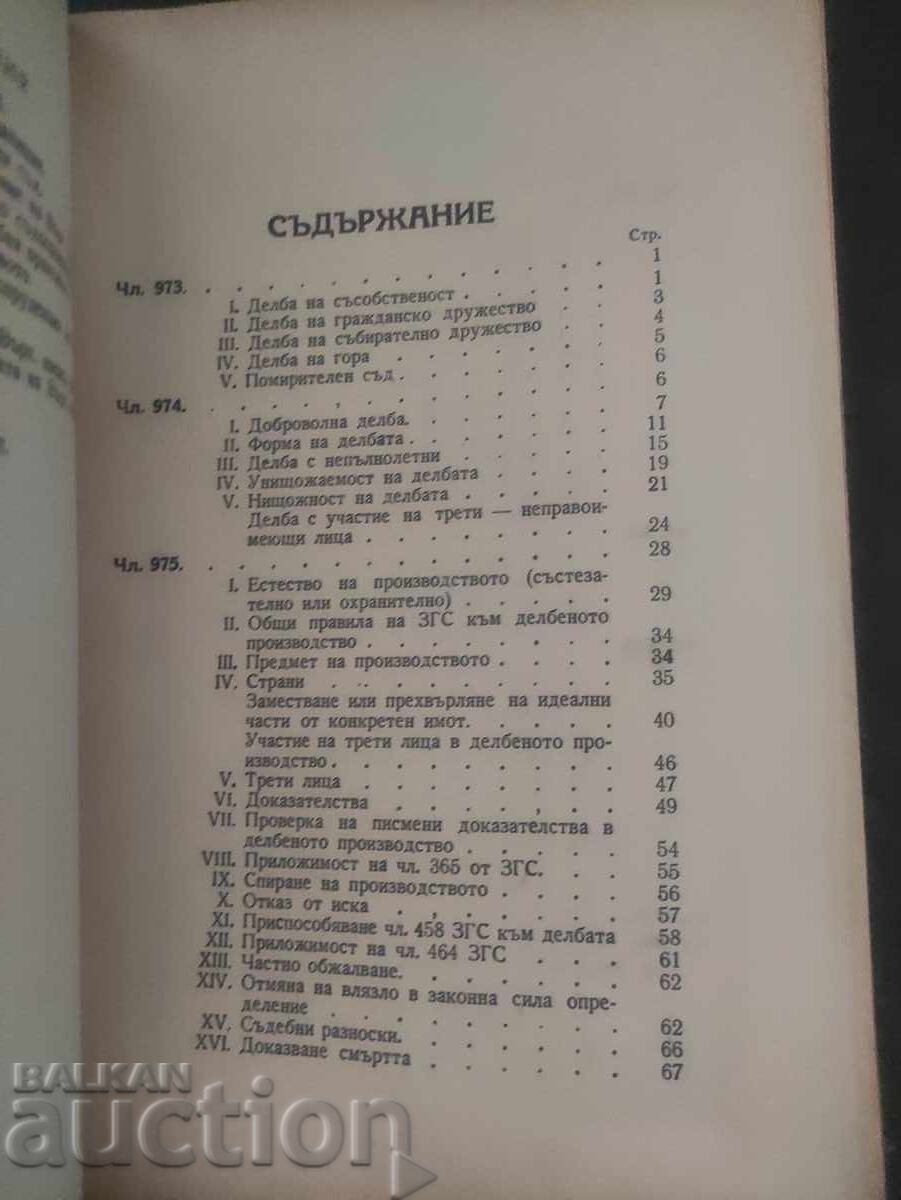 СЪДЪРЖАНИЕ
Стр.
Чл. 973. . . . . . . . . . . . 1
I. Делба на съсобственост . . . . . 1
II. Делба на гражданско дружество . . 3
III. Делба на събирателно дружество . . 4
IV. Делба на гора . . . . . . . 5
V. Помирителен съд . . . . . . 6
Чл. 974. . . . . . . . . . . . 6
I. Доброволна делба. . . . . . 7
II. Форма на делбата . . . . . . 11
III. Делба с непълнолетни . . . . . 15
IV. Унищожаемост на делбата . . . . 19
V. Нищожност на делбата . . . . . 21
Делба с участие на трети — неправои-
меющи лица . . . . . . . 24
Чл. 975. . . . . . . . . . . . 28
I. Естество на производството (състеза-
телно или охранително) . . . . . 29
II. Общи правила на ЗГС към делбеното
производство . . . . . . . 34
III. Предмет на производството . . . . 34
IV. Страни . . . . . . . . 35
Заместване или прехвърляне на идеални
части от конкретен имот. . . . . 40
Участие на трети лица в делбеното про-
изводство . . . . . . . . 46
V. Трети лица . . . . . . . 47
VI. Доказателства . . . . . . 49
VII. Проверка на писмени доказателства в
делбеното производство . . . . . 54
VIII. Приложимост на чл. 365 от ЗГС. . . 55
IX. Спиране на производството . . . . 56
X. Отказ от иска . . . . . . 57
XI. Приспособяване чл. 458 ЗГС към делбата 58
XII. Приложимост на чл. 464 ЗГС . . . 61
XIII. Частно обжалване. . . . . . 62
XIV. Отмяна на влязло в законна сила опре-
деление . . . . . . . . 62
XV. Съдебни разноски. . . . . . 66
XVI. Доказване смъртта . . . . . 67
BALKAN
auction